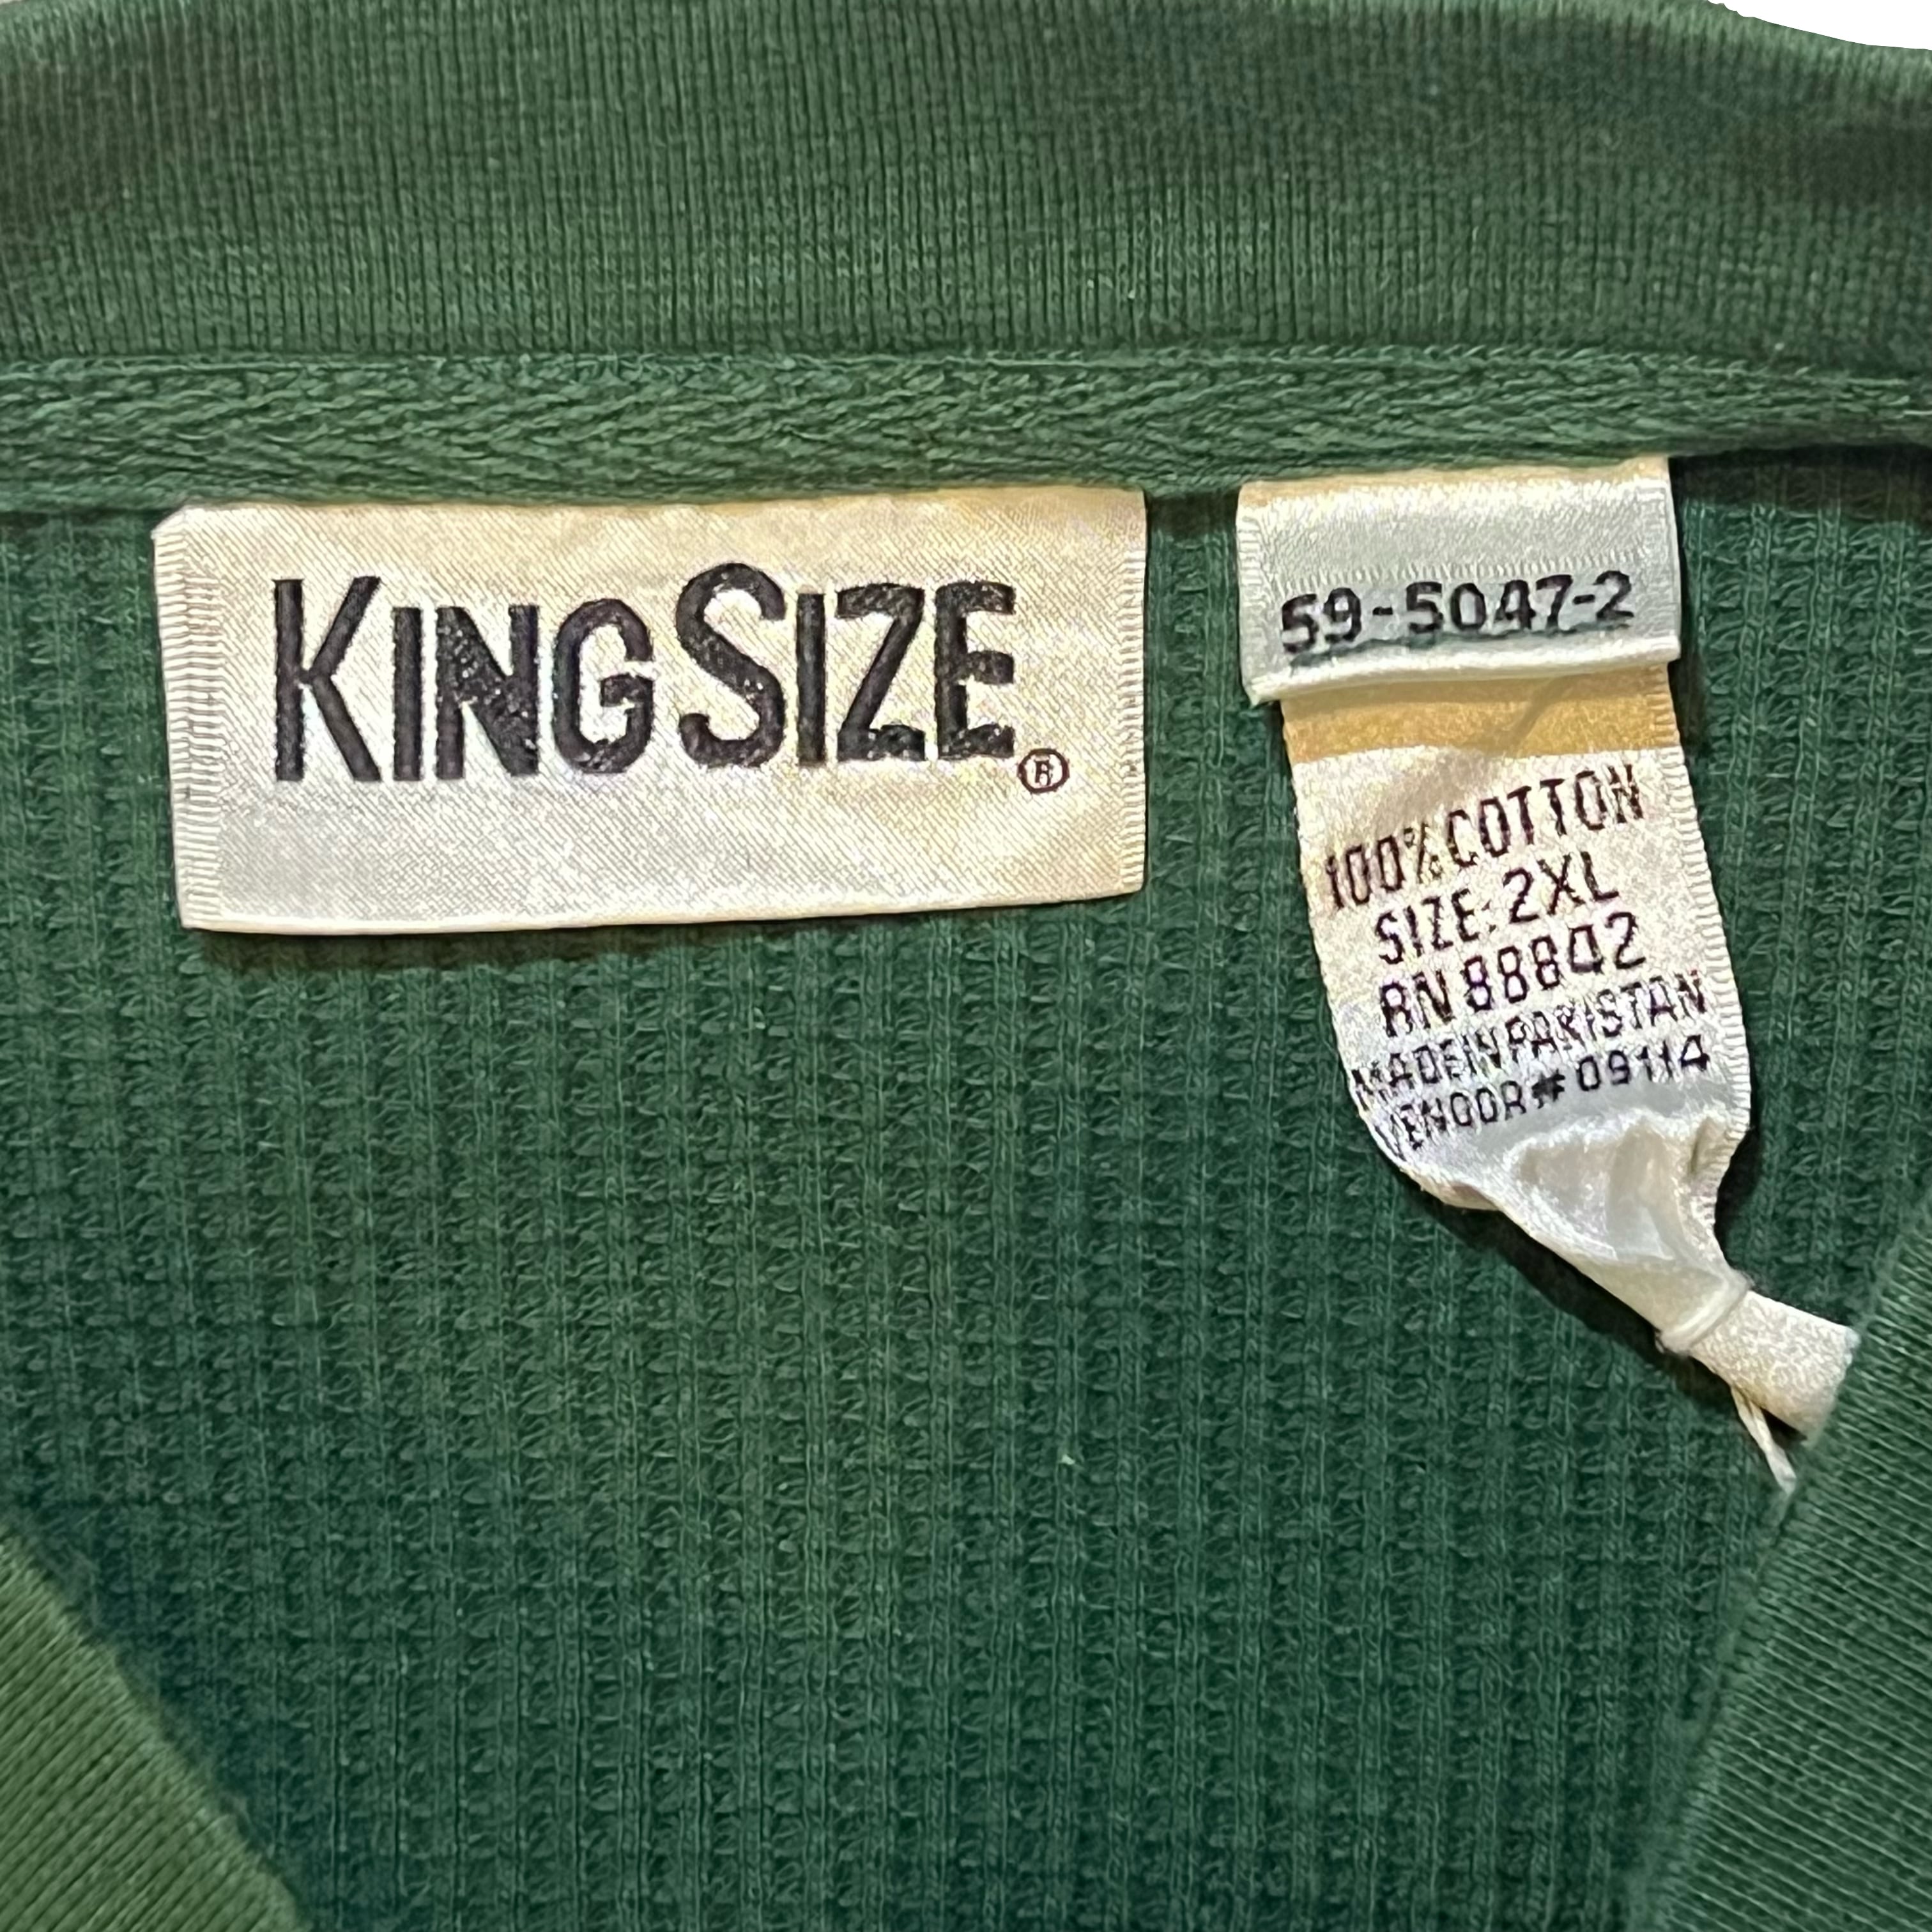 KINGSIZE®
59-5047-2
100% COTTON
SIZE: 2XL
RN 88842
MADE IN PAKISTAN
VENDOR# 09114